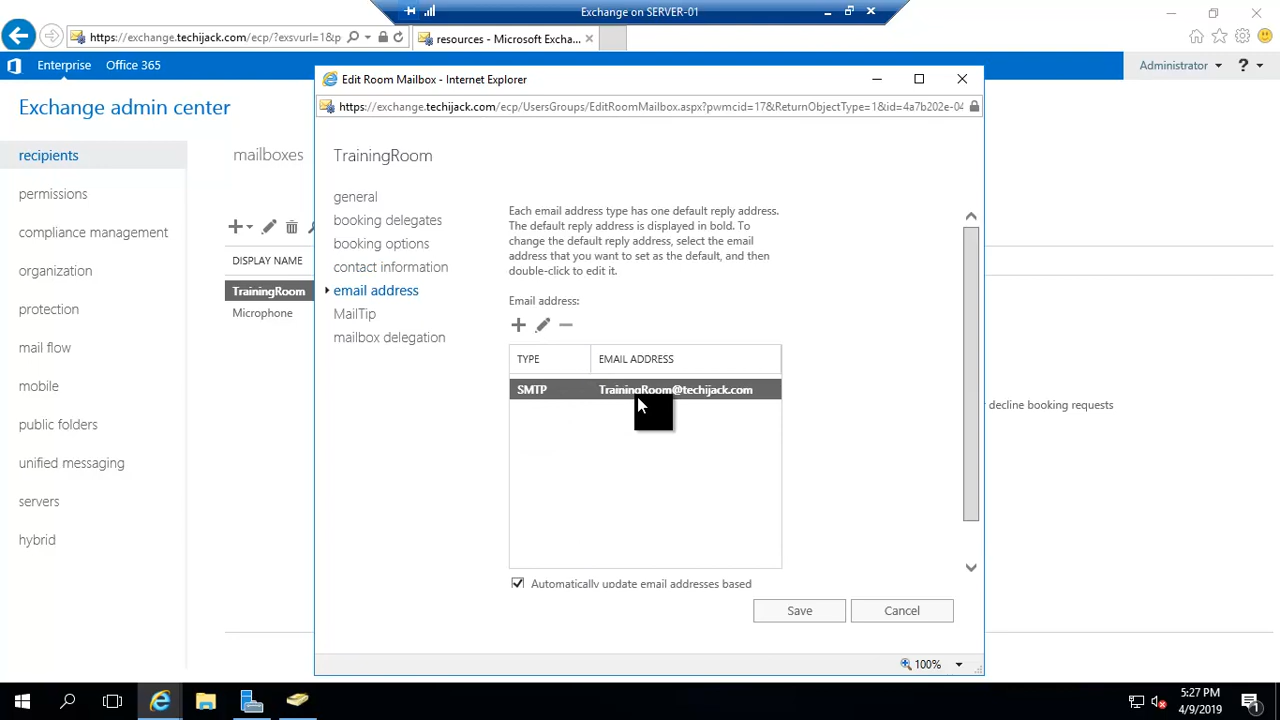 Exchange on SERVER-01
https://exchange.techijack.com/ecp/?exsvurl=1&p
resources - Microsoft Excha...
Enterprise
Office 365
Administrator
?
Exchange admin center
recipients
permissions
compliance management
organization
protection
mail flow
mobile
public folders
unified messaging
servers
hybrid
mailboxes
DISPLAY NAME
TrainingRoom
Microphone
decline booking requests
Edit Room Mailbox - Internet Explorer
https://exchange.techijack.com/ecp/UsersGroups/EditRoomMailbox.aspx?pwmcid=17&ReturnObjectType=1&id=4a7b202e-04
TrainingRoom
general
booking delegates
booking options
contact information
email address
MailTip
mailbox delegation
Each email address type has one default reply address.
The default reply address is displayed in bold. To
change the default reply address, select the email
address that you want to set as the default, and then
double-click to edit it.
Email address:
TYPE
EMAIL ADDRESS
SMTP
TrainingRoom@techijack.com
Automatically update email addresses based
Save
Cancel
100%
5:27 PM
4/9/2019
1